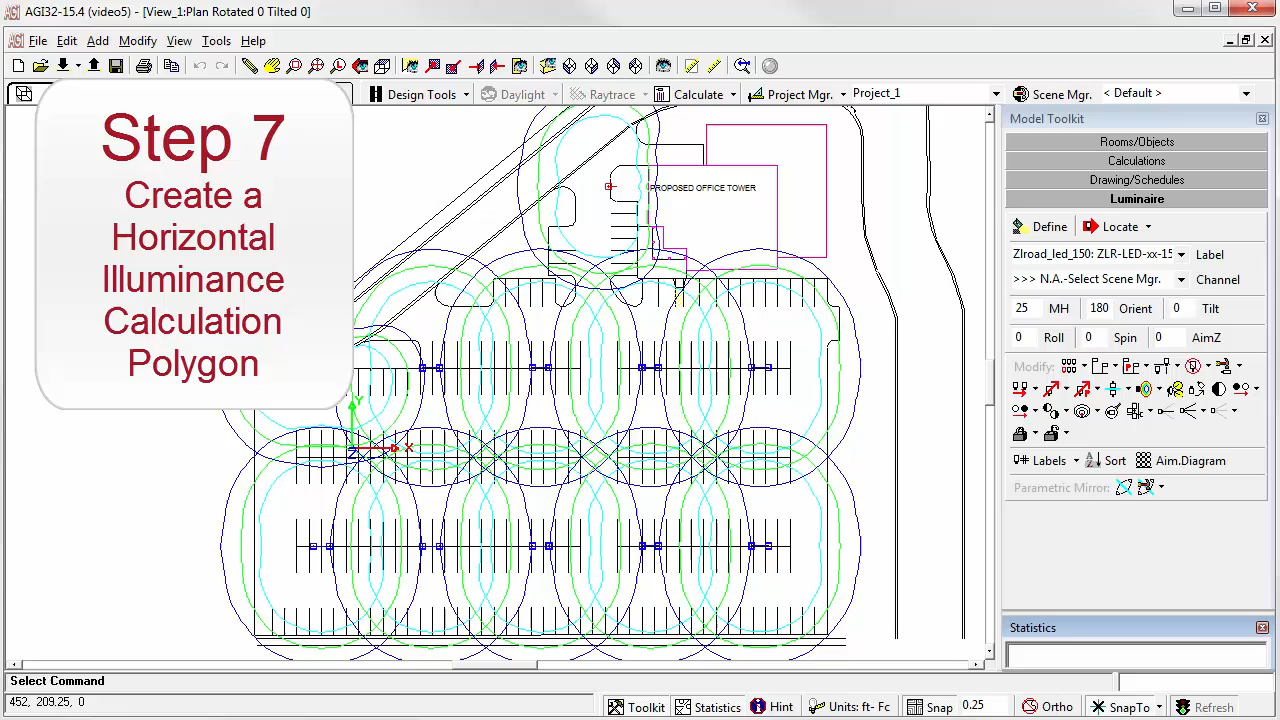 AGI32-15.4 (video5) - [View_1:Plan Rotated 0 Tilted 0]
File Edit Add Modify View Tools Help
Design Tools Daylight Raytrace Calculate Project Mgr. Project_1 Scene Mgr. < Default >
Step 7
Create a
Horizontal
Illuminance
Calculation
Polygon
PROPOSED OFFICE TOWER
Y
X
Z
Model Toolkit
Rooms/Objects
Calculations
Drawing/Schedules
Luminaire
Define Locate
Zlroad_led_150: ZLR-LED-xx-15 Label
>>> N.A.-Select Scene Mgr. Channel
25 MH 180 Orient 0 Tilt
0 Roll 0 Spin 0 AimZ
Modify:
Labels Sort Aim.Diagram
Parametric Mirror:
Statistics
Select Command
452, 209.25, 0
Toolkit Statistics Hint Units: ft- Fc Snap 0.25 Ortho SnapTo Refresh